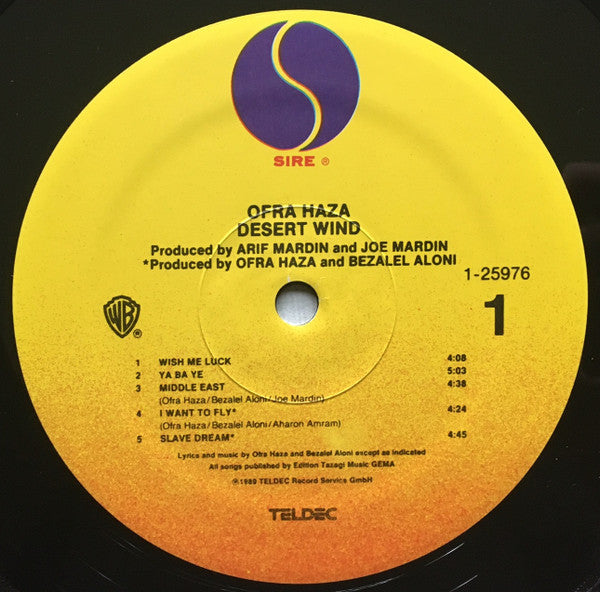 SIRE ®
OFRA HAZA
DESERT WIND
Produced by ARIF MARDIN and JOE MARDIN
*Produced by OFRA HAZA and BEZALEL ALONI
1-25976
1
WB ®
1 WISH ME LUCK 4:08
2 YA BA YE 5:03
3 MIDDLE EAST 4:38
(Ofra Haza/Bezalel Aloni/Joe Mardin)
4 I WANT TO FLY* 4:24
(Ofra Haza/Bezalel Aloni/Aharon Amram)
5 SLAVE DREAM* 4:45
Lyrics and music by Ofra Haza and Bezalel Aloni except as indicated
All songs published by Edition Tazagi Music GEMA
℗1989 TELDEC Record Service GmbH
TELDEC